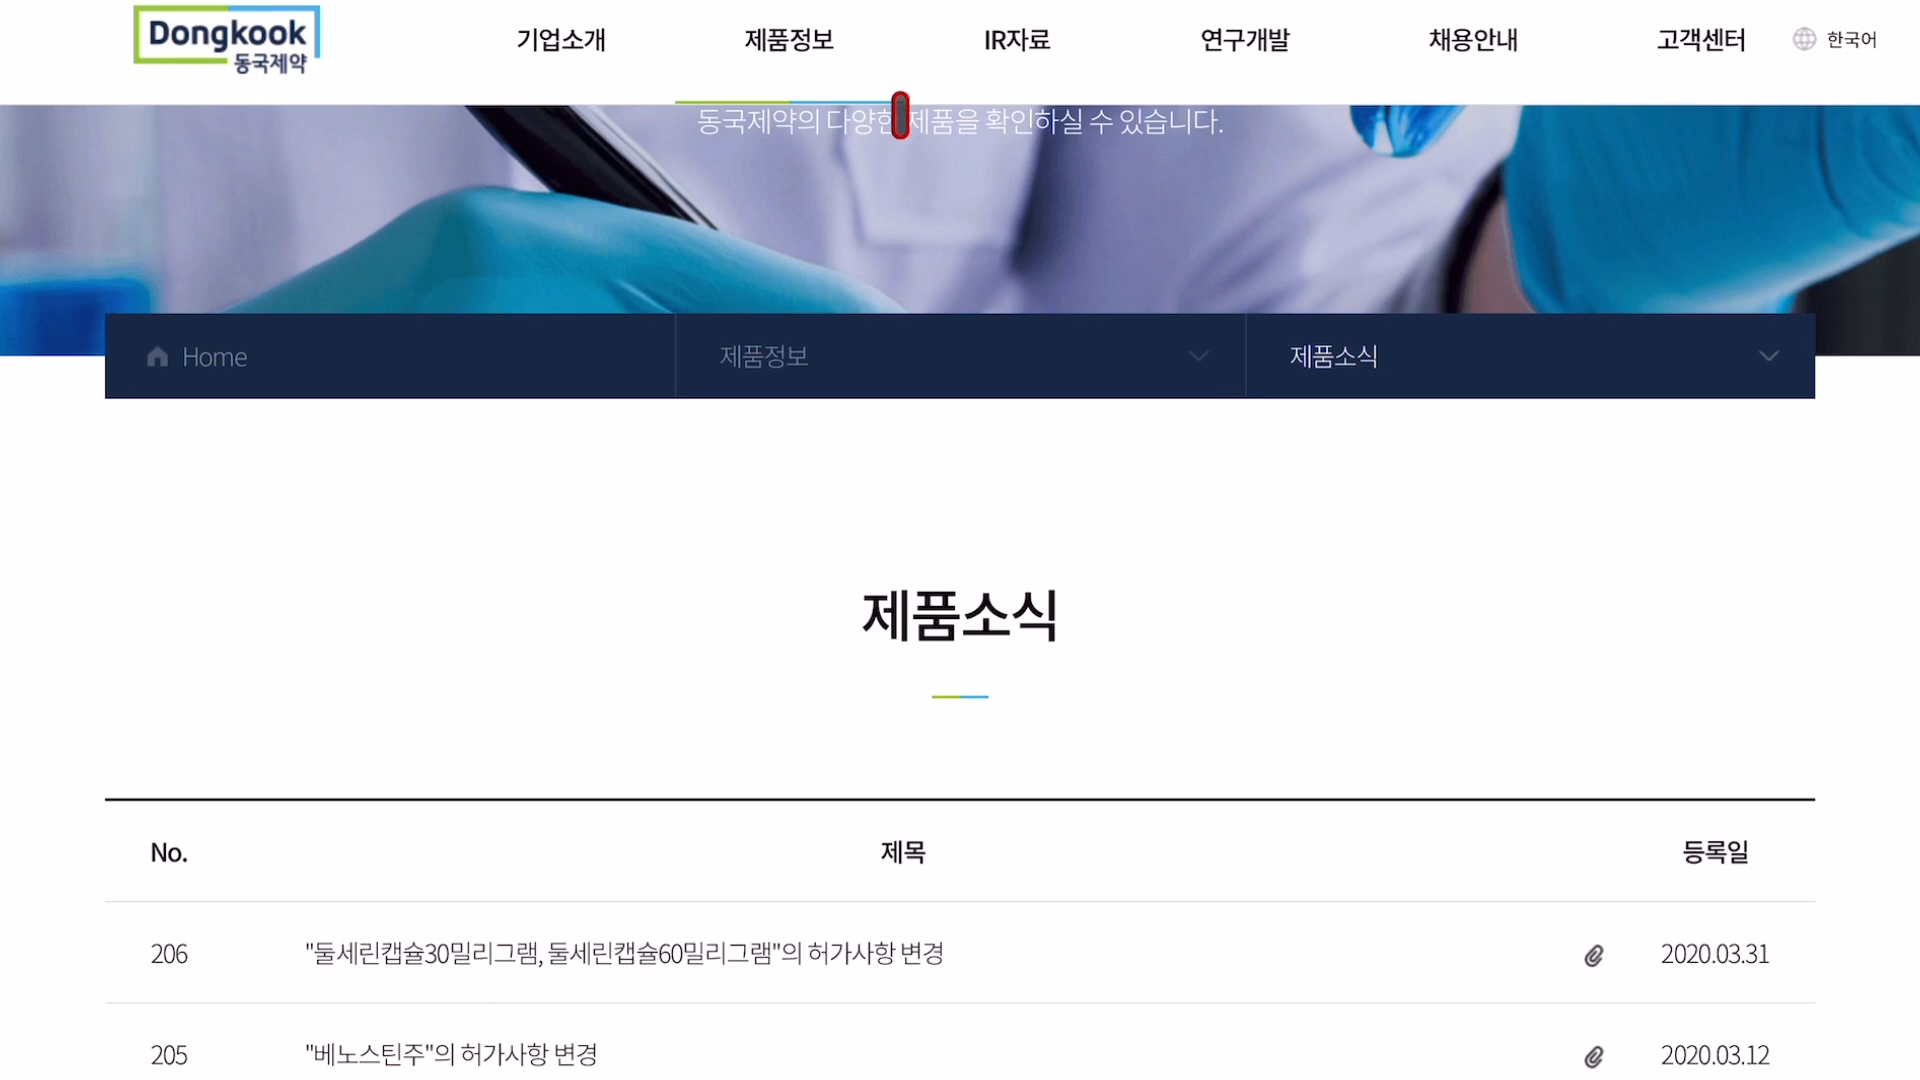 Dongkook
동국제약
기업소개 제품정보 IR자료 연구개발 채용안내 고객센터 한국어
동국제약의 다양한 제품을 확인하실 수 있습니다.
Home 제품정보 제품소식
제품소식
No. 제목 등록일
206 "둘세린캡슐30밀리그램, 둘세린캡슐60밀리그램"의 허가사항 변경 2020.03.31
205 "베노스틴주"의 허가사항 변경 2020.03.12